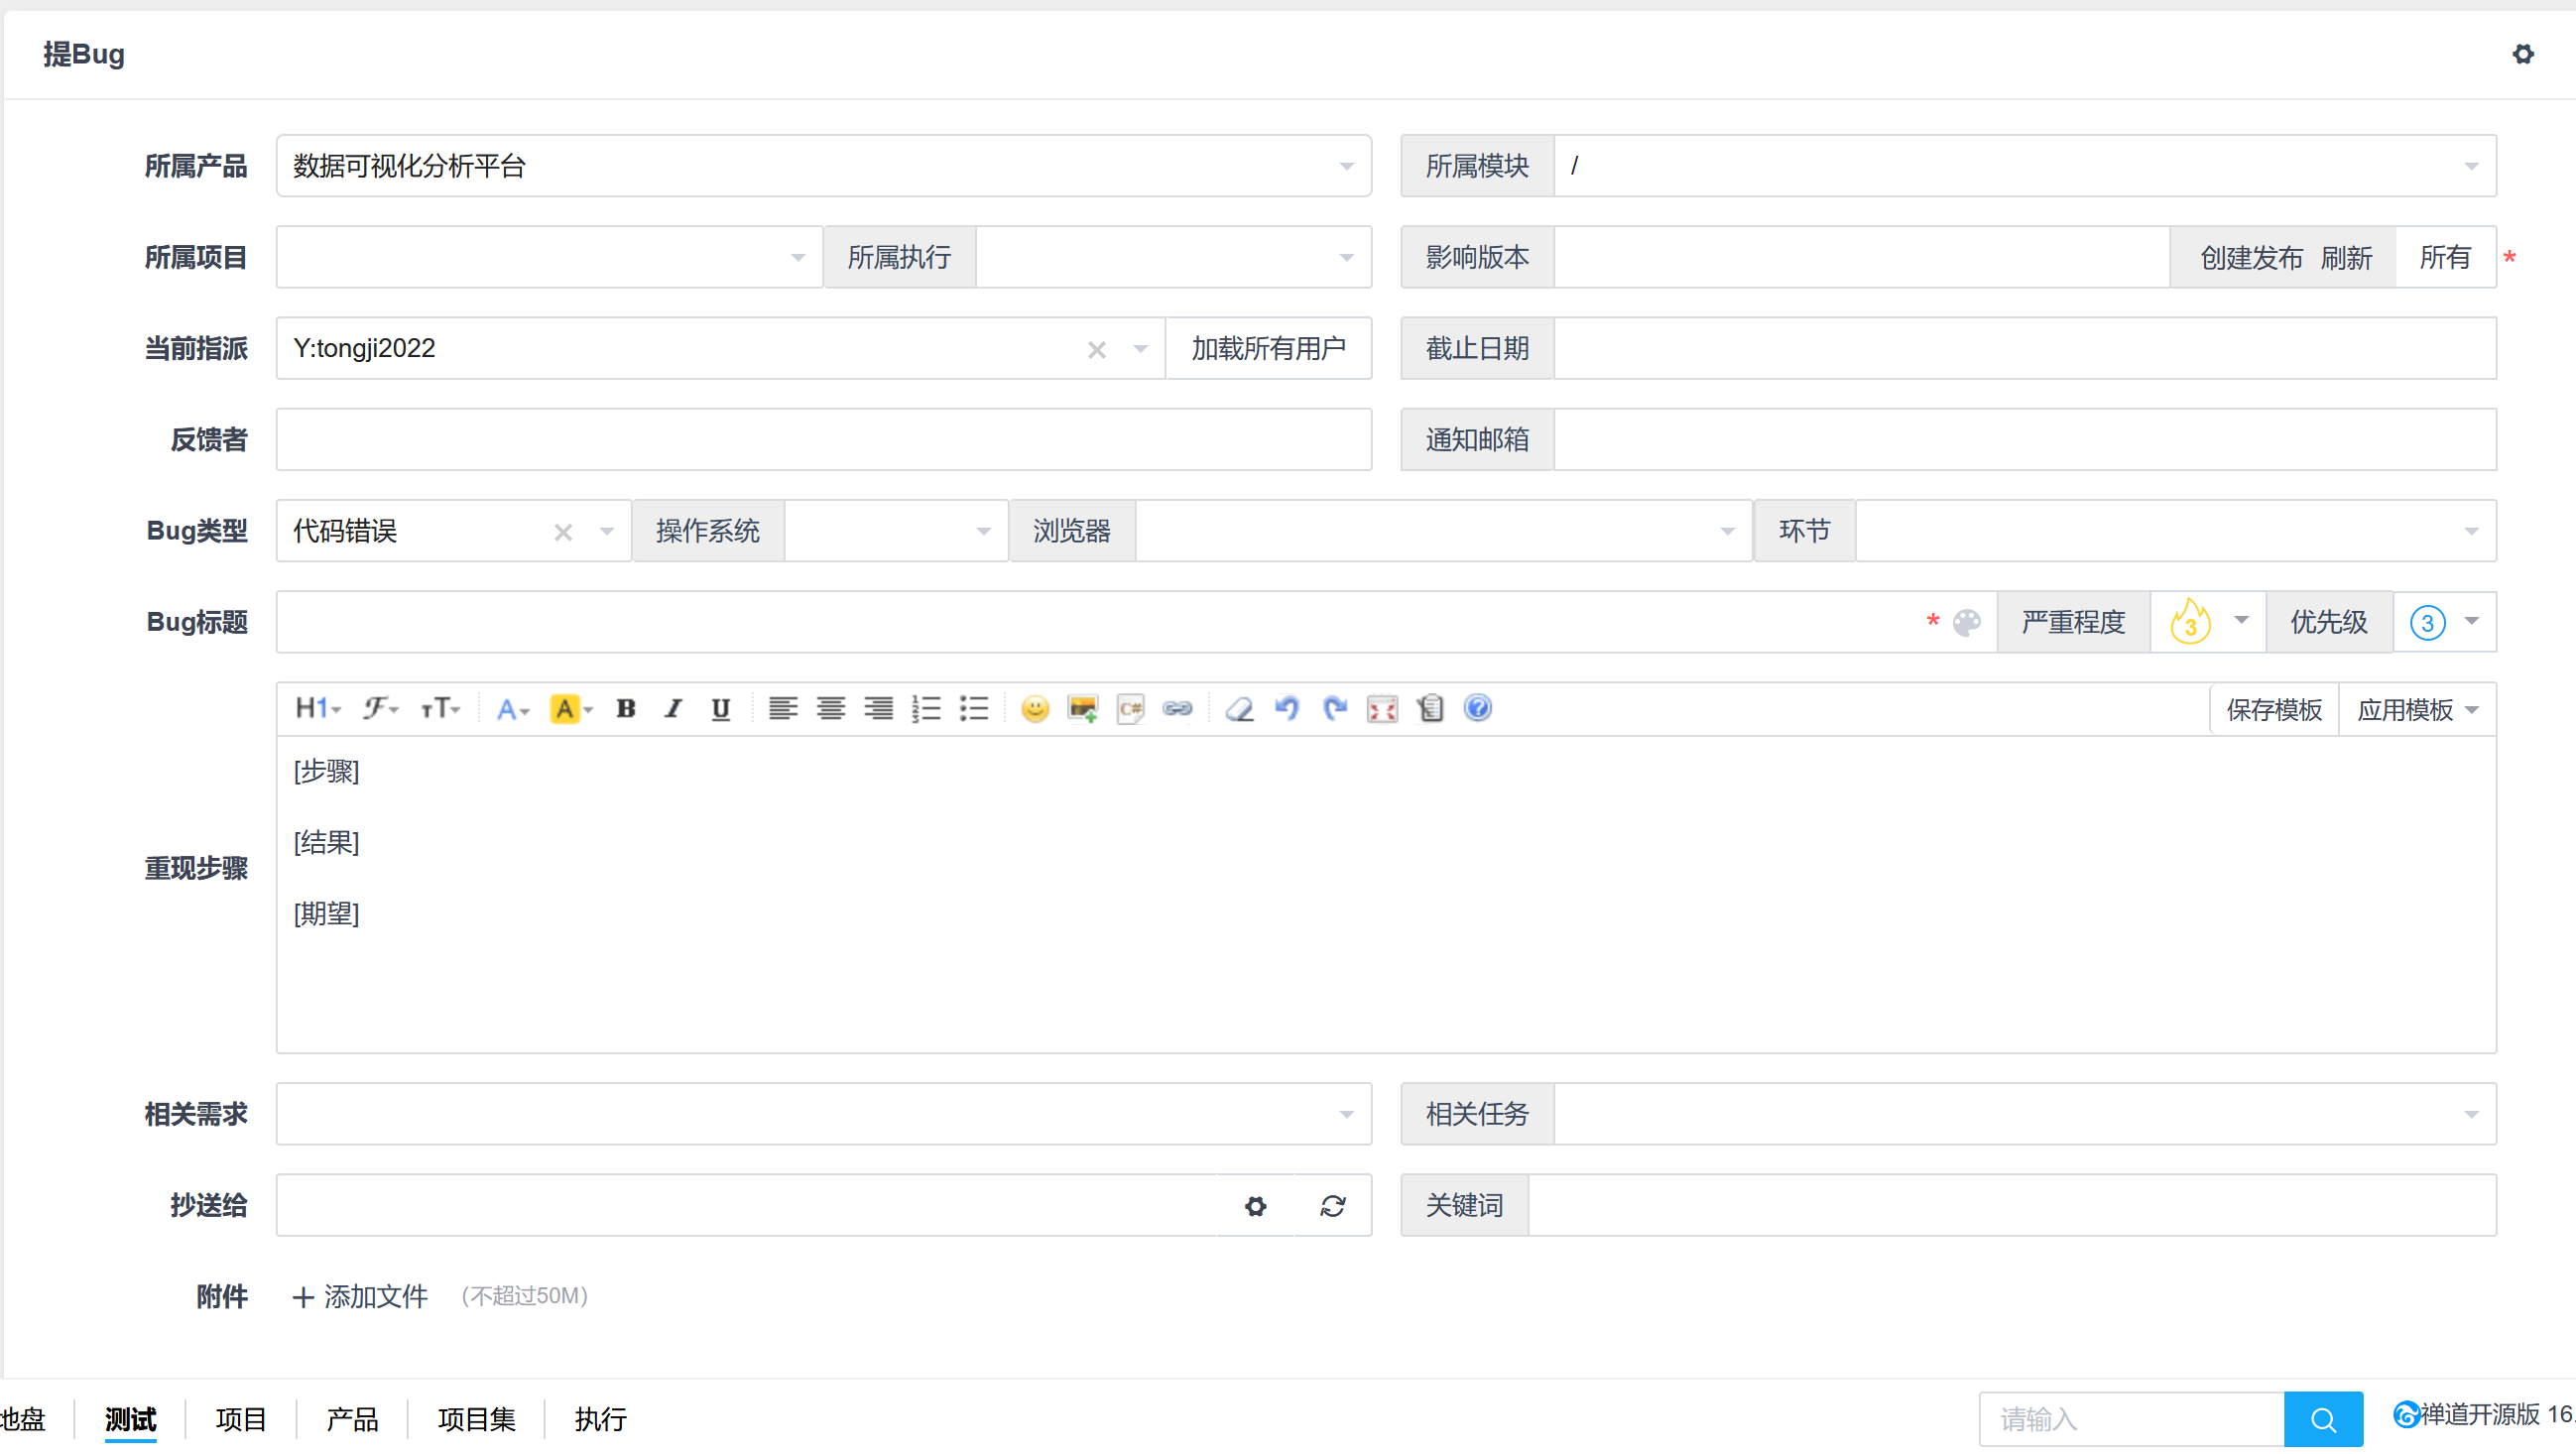 提Bug
所属产品 数据可视化分析平台 所属模块 /
所属项目 所属执行 影响版本 创建发布 刷新 所有 *
当前指派 Y:tongji2022 加载所有用户 截止日期
反馈者 通知邮箱
Bug类型 代码错误 操作系统 浏览器 环节
Bug标题 * 严重程度 3 优先级 3
H1 F TT A A B I U C# 保存模板 应用模板
[步骤]
[结果]
[期望]
重现步骤
相关需求 相关任务
抄送给 关键词
附件 添加文件 (不超过50M)
地盘 测试 项目 产品 项目集 执行 请输入 禅道开源版 16.